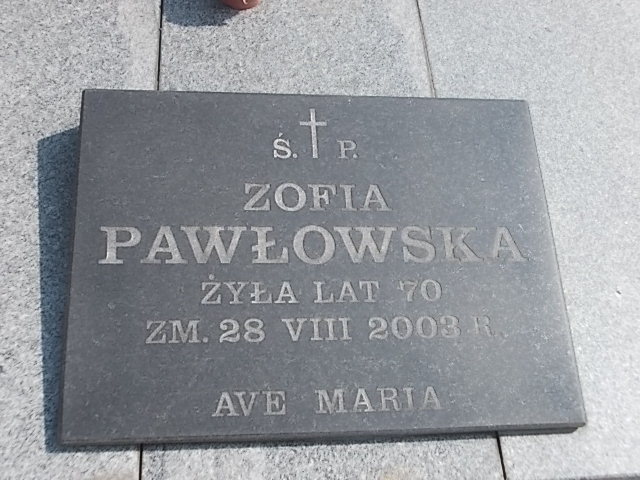 Ś. P.
ZOFIA
PAWŁOWSKA
ŻYŁA LAT 70
ZM. 28 VIII 2003 R.
AVE MARIA